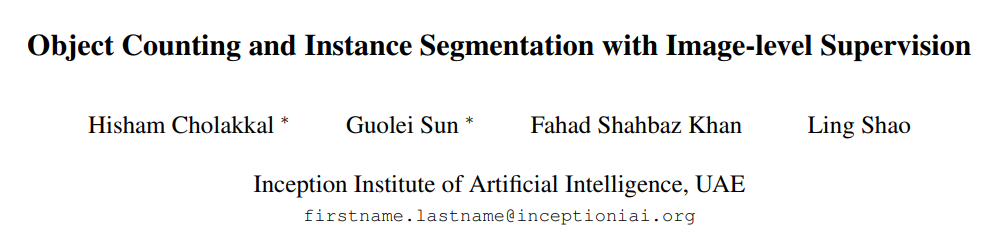 Object Counting and Instance Segmentation with Image-level Supervision
Hisham Cholakkal * Guolei Sun * Fahad Shahbaz Khan Ling Shao
Inception Institute of Artificial Intelligence, UAE
firstname.lastname@inceptioniai.org